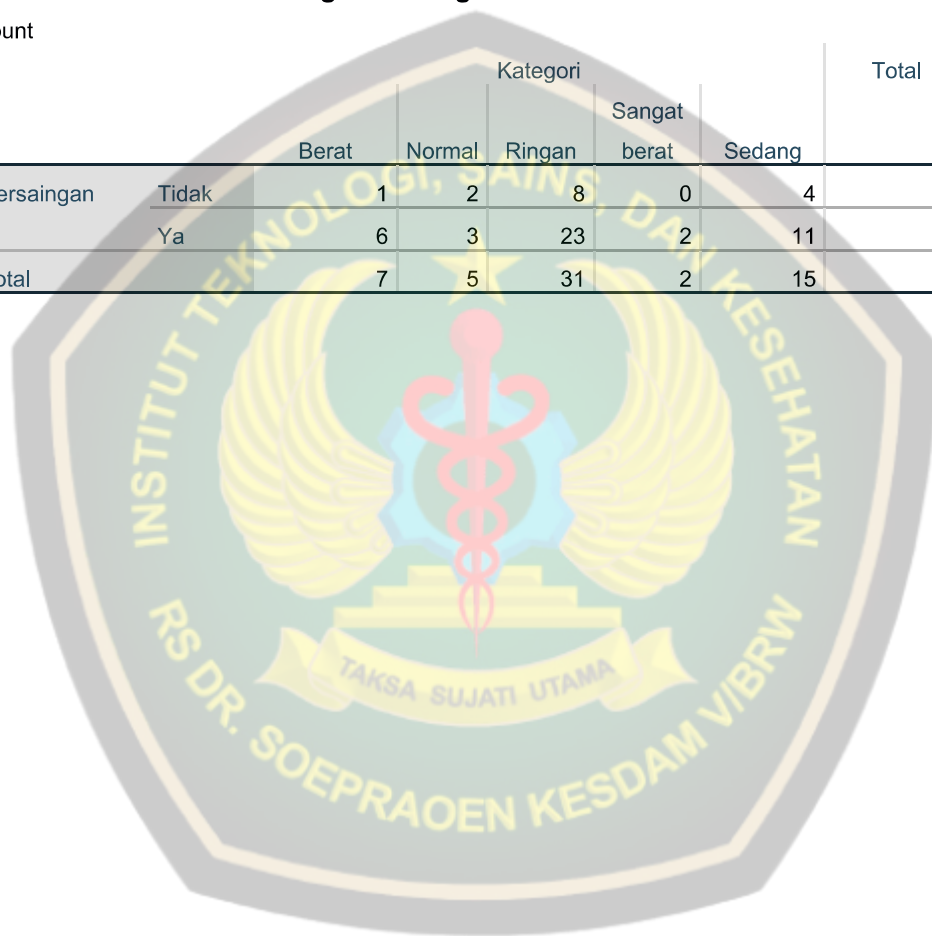 ount
Kategori Total
Sangat
Berat Normal Ringan berat Sedang
ersaingan Tidak 1 2 8 0 4
Ya 6 3 23 2 11
otal 7 5 31 2 15
INSTITUT TEKNOLOGI, SAINS, DAN KESEHATAN
TAKSA SUJATI UTAMA
RS DR. SOEPRAOEN KESDAM V/BRW